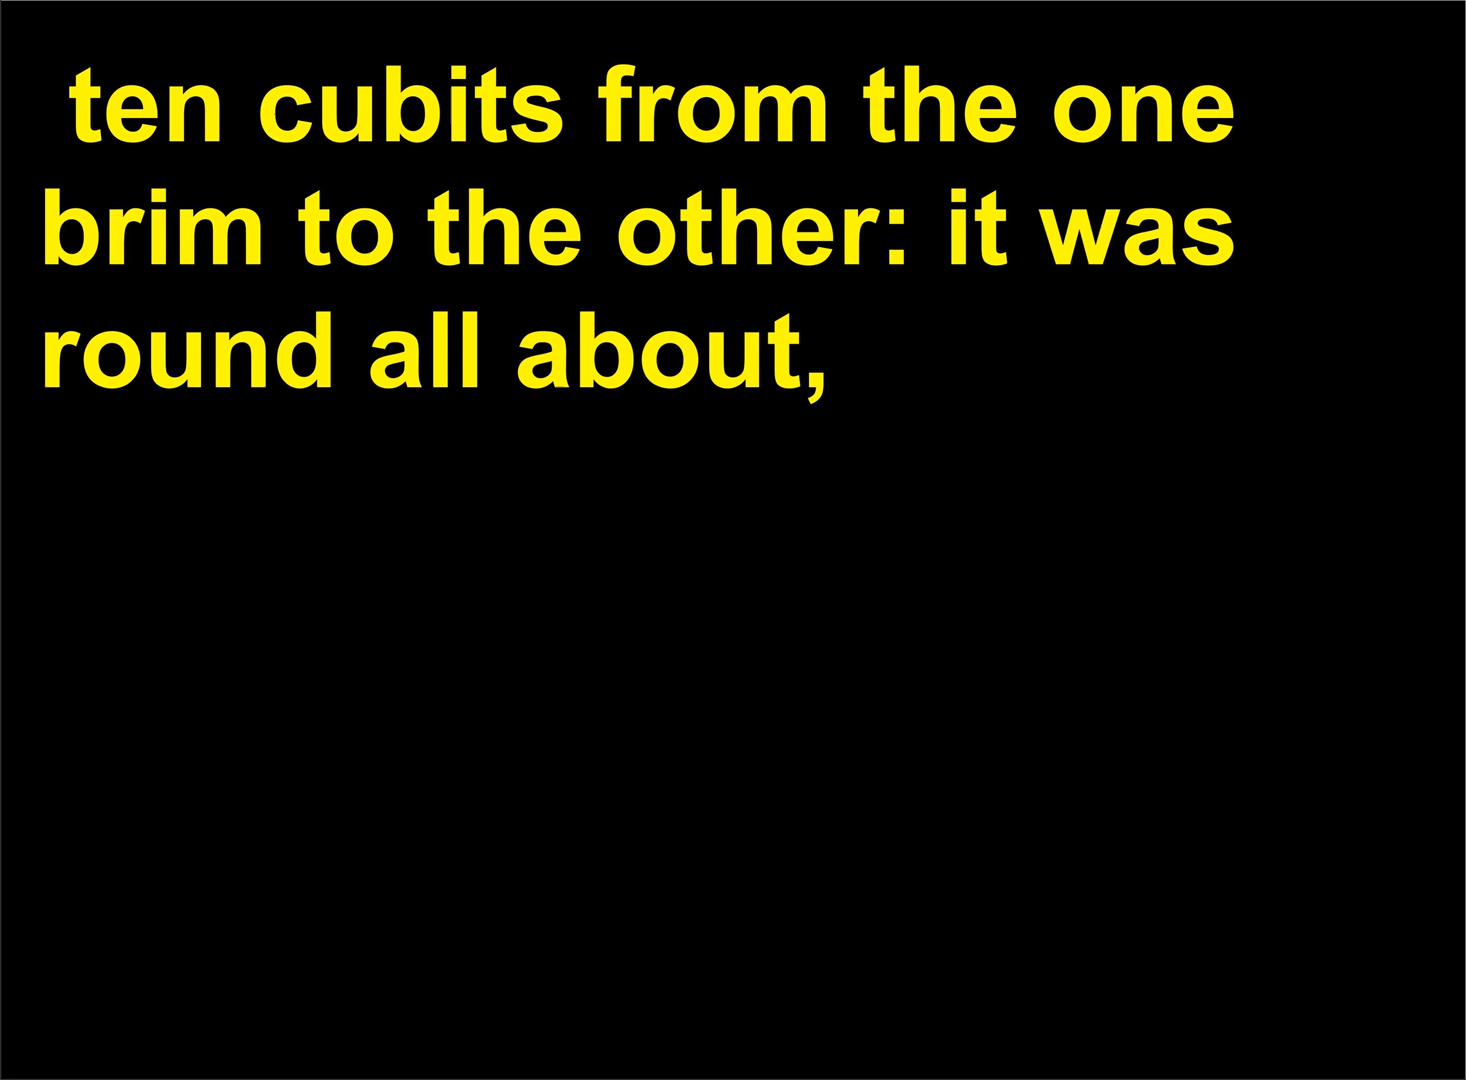 ten cubits from the one
brim to the other: it was
round all about,